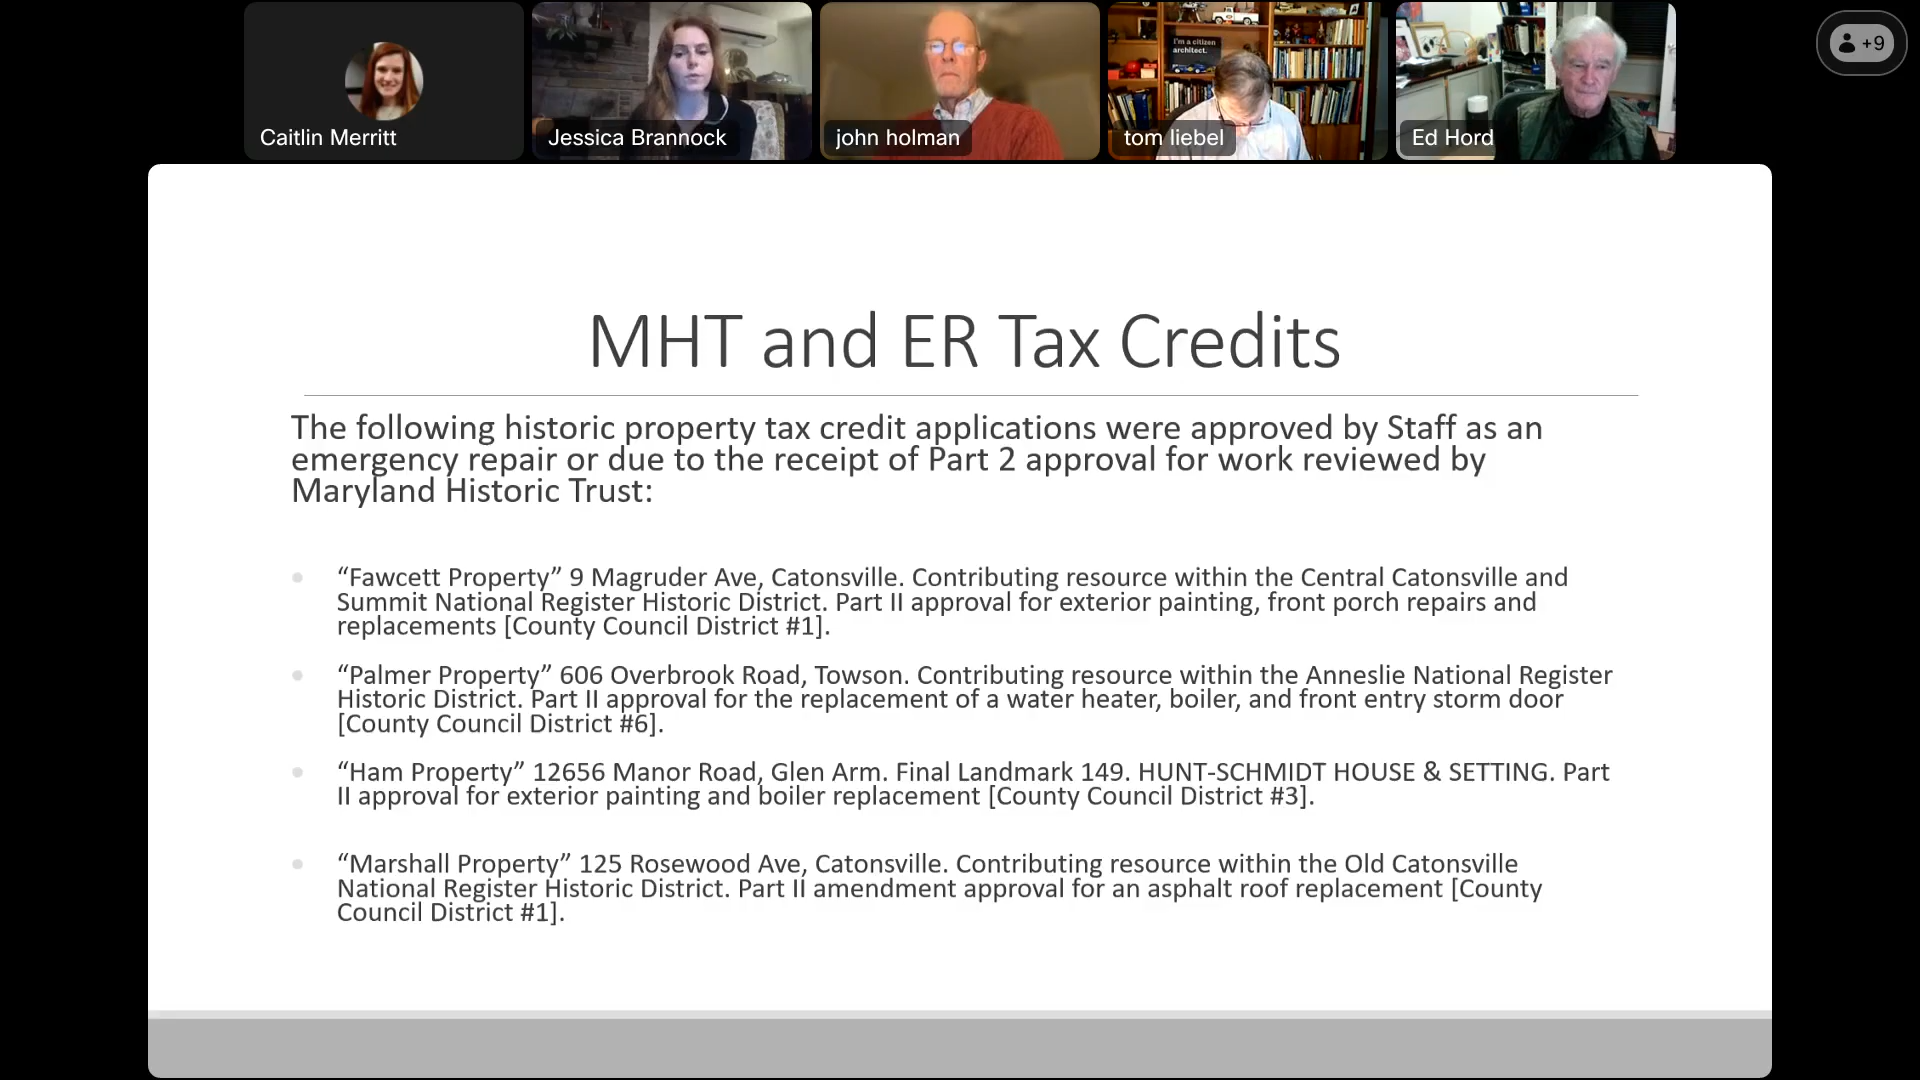 +9
I'm a citizen
architect.
Caitlin Merritt
Jessica Brannock
john holman
tom liebel
Ed Hord
MHT and ER Tax Credits
The following historic property tax credit applications were approved by Staff as an
emergency repair or due to the receipt of Part 2 approval for work reviewed by
Maryland Historic Trust:
“Fawcett Property” 9 Magruder Ave, Catonsville. Contributing resource within the Central Catonsville and
Summit National Register Historic District. Part II approval for exterior painting, front porch repairs and
replacements [County Council District #1].
“Palmer Property” 606 Overbrook Road, Towson. Contributing resource within the Anneslie National Register
Historic District. Part II approval for the replacement of a water heater, boiler, and front entry storm door
[County Council District #6].
“Ham Property” 12656 Manor Road, Glen Arm. Final Landmark 149. HUNT-SCHMIDT HOUSE & SETTING. Part
II approval for exterior painting and boiler replacement [County Council District #3].
“Marshall Property” 125 Rosewood Ave, Catonsville. Contributing resource within the Old Catonsville
National Register Historic District. Part II amendment approval for an asphalt roof replacement [County
Council District #1].